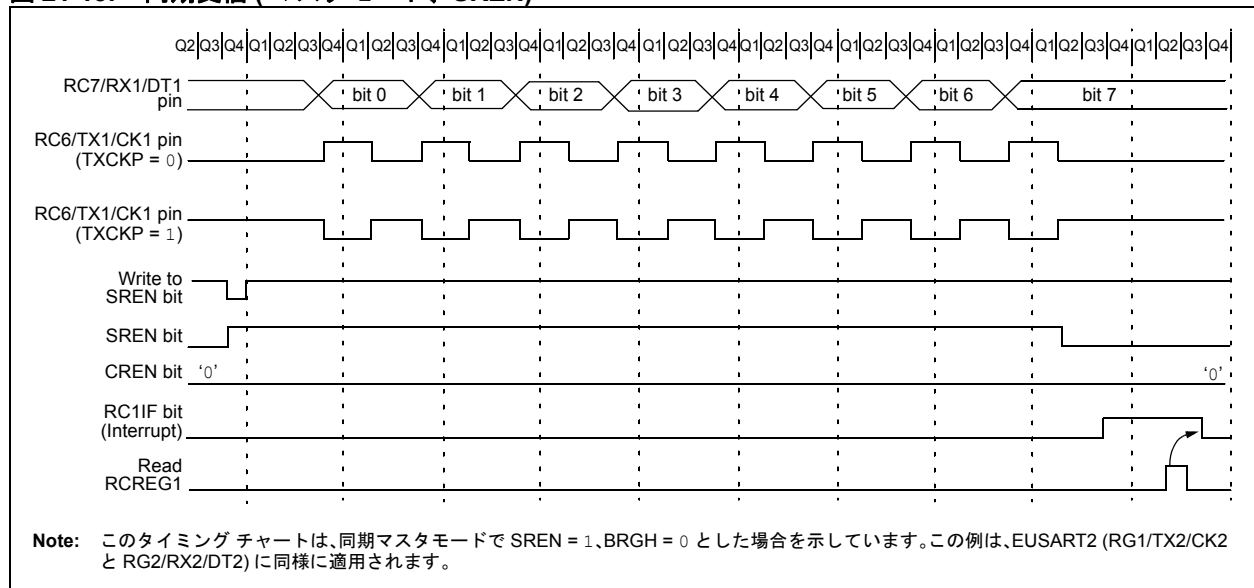 同期受信 (マスタ モード、SREN)
Q2 Q3 Q4 Q1 Q2 Q3 Q4 Q1 Q2 Q3 Q4 Q1 Q2 Q3 Q4 Q1 Q2 Q3 Q4 Q1 Q2 Q3 Q4 Q1 Q2 Q3 Q4 Q1 Q2 Q3 Q4 Q1 Q2 Q3 Q4 Q1 Q2 Q3 Q4 Q1 Q2 Q3 Q4
RC7/RX1/DT1
pin
bit 0 bit 1 bit 2 bit 3 bit 4 bit 5 bit 6 bit 7
RC6/TX1/CK1 pin
(TXCKP = 0)
RC6/TX1/CK1 pin
(TXCKP = 1)
Write to
SREN bit
SREN bit
CREN bit '0' '0'
RC1IF bit
(Interrupt)
Read
RCREG1
Note: このタイミング チャートは、同期マスタモードで SREN = 1、BRGH = 0 とした場合を示しています。この例は、EUSART2 (RG1/TX2/CK2
と RG2/RX2/DT2) に同様に適用されます。